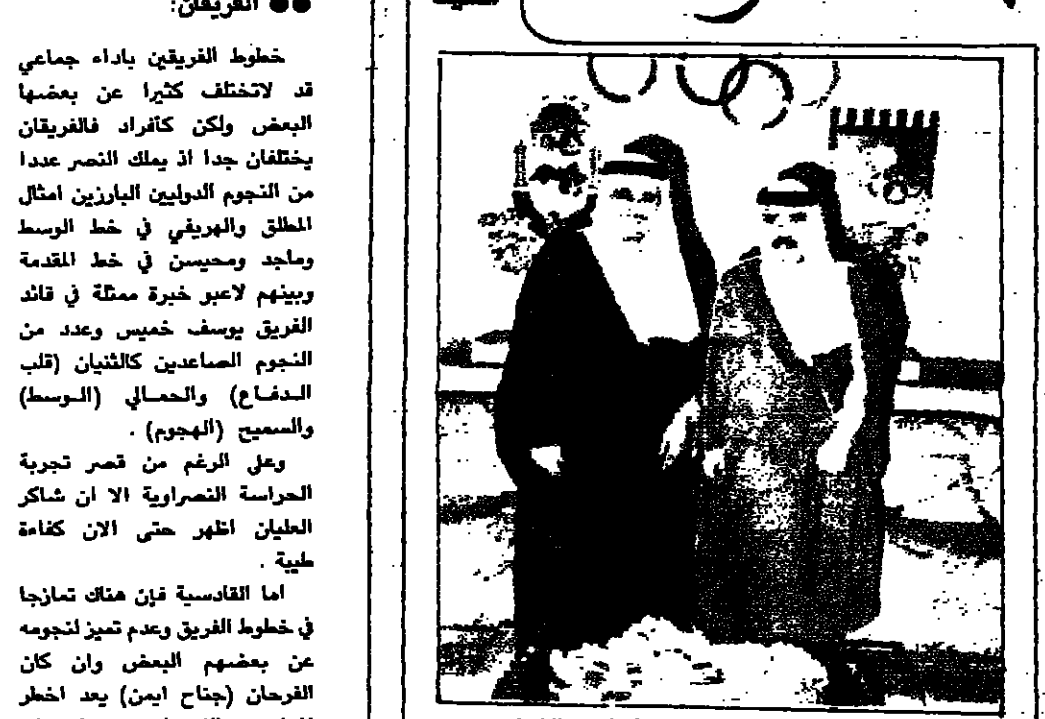 ●● الفريقان:
خطوط الفريقين باداء جماعي
قد لاتختلف كثيرا عن بعضها
البعض ولكن كأفراد فالفريقان
يختلفان جدا اذ يملك النصر عددا
من النجوم الدوليين البارزين امثال
المطلق والهريفي في خط الوسط
وماجد ومحيسن في خط المقدمة
وبينهم لاعبر خبرة ممثلة في قائد
الفريق يوسف خميس وعدد من
النجوم الصاعدين كالثنيان (قلب
الدفاع) والحمالي (الوسط)
والسميح (الهجوم) .
وعلى الرغم من قصر تجربة
الحراسة النصراوية الا ان شاكر
العليان اظهر حتى الان كفاءة
طيبة .
اما القادسية فإن هناك تمازجا
في خطوط الفريق وعدم تميز لنجومه
عن بعضهم البعض وان كان
الفرحان (جناح ايمن) يعد اخطر